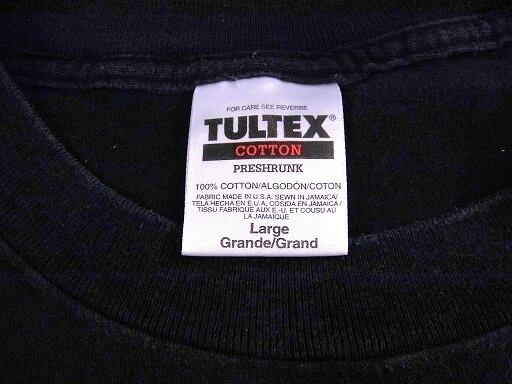 FOR CARE SEE REVERSE
TULTEX®
COTTON
PRESHRUNK
100% COTTON/ALGODÓN/COTON
FABRIC MADE IN U.S.A. SEWN IN JAMAICA/
TELA HECHA EN E.U.A. COSIDA EN JAMAICA/
TISSU FABRIQUE AUX E.-U. ET COUSU AU
LA JAMAIQUE
Large
Grande/Grand